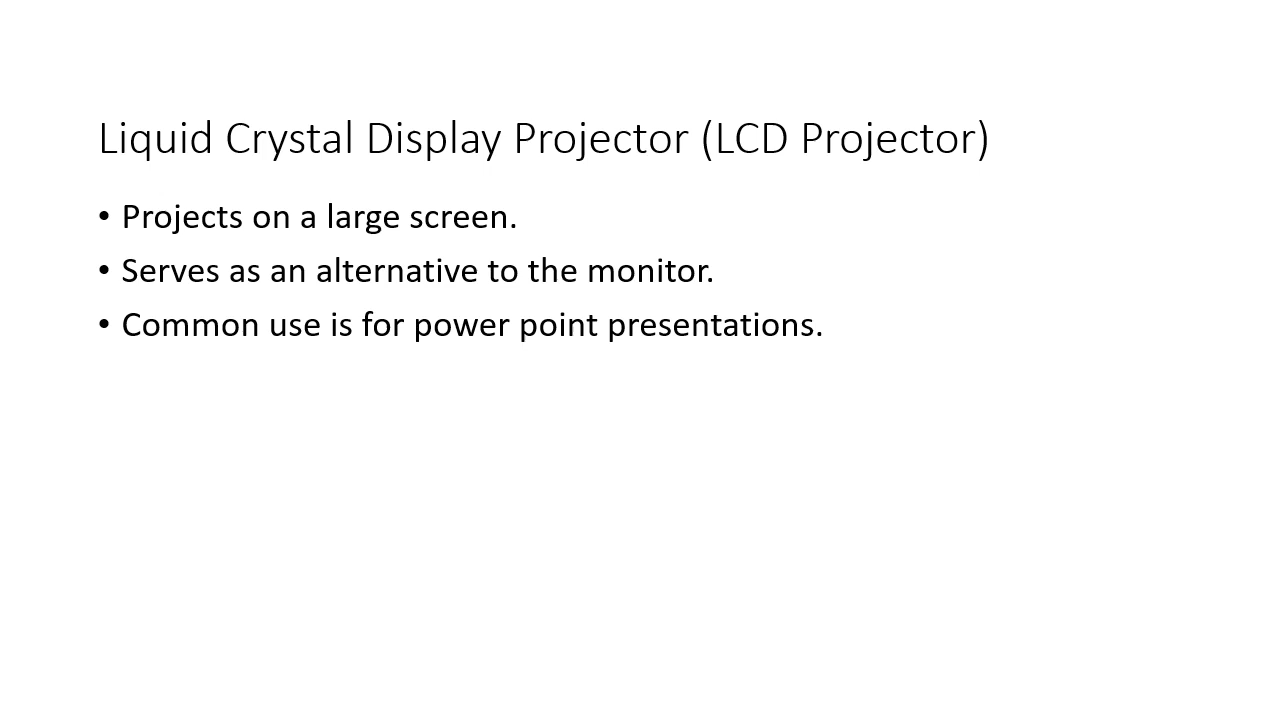 Liquid Crystal Display Projector (LCD Projector)
• Projects on a large screen.
• Serves as an alternative to the monitor.
• Common use is for power point presentations.